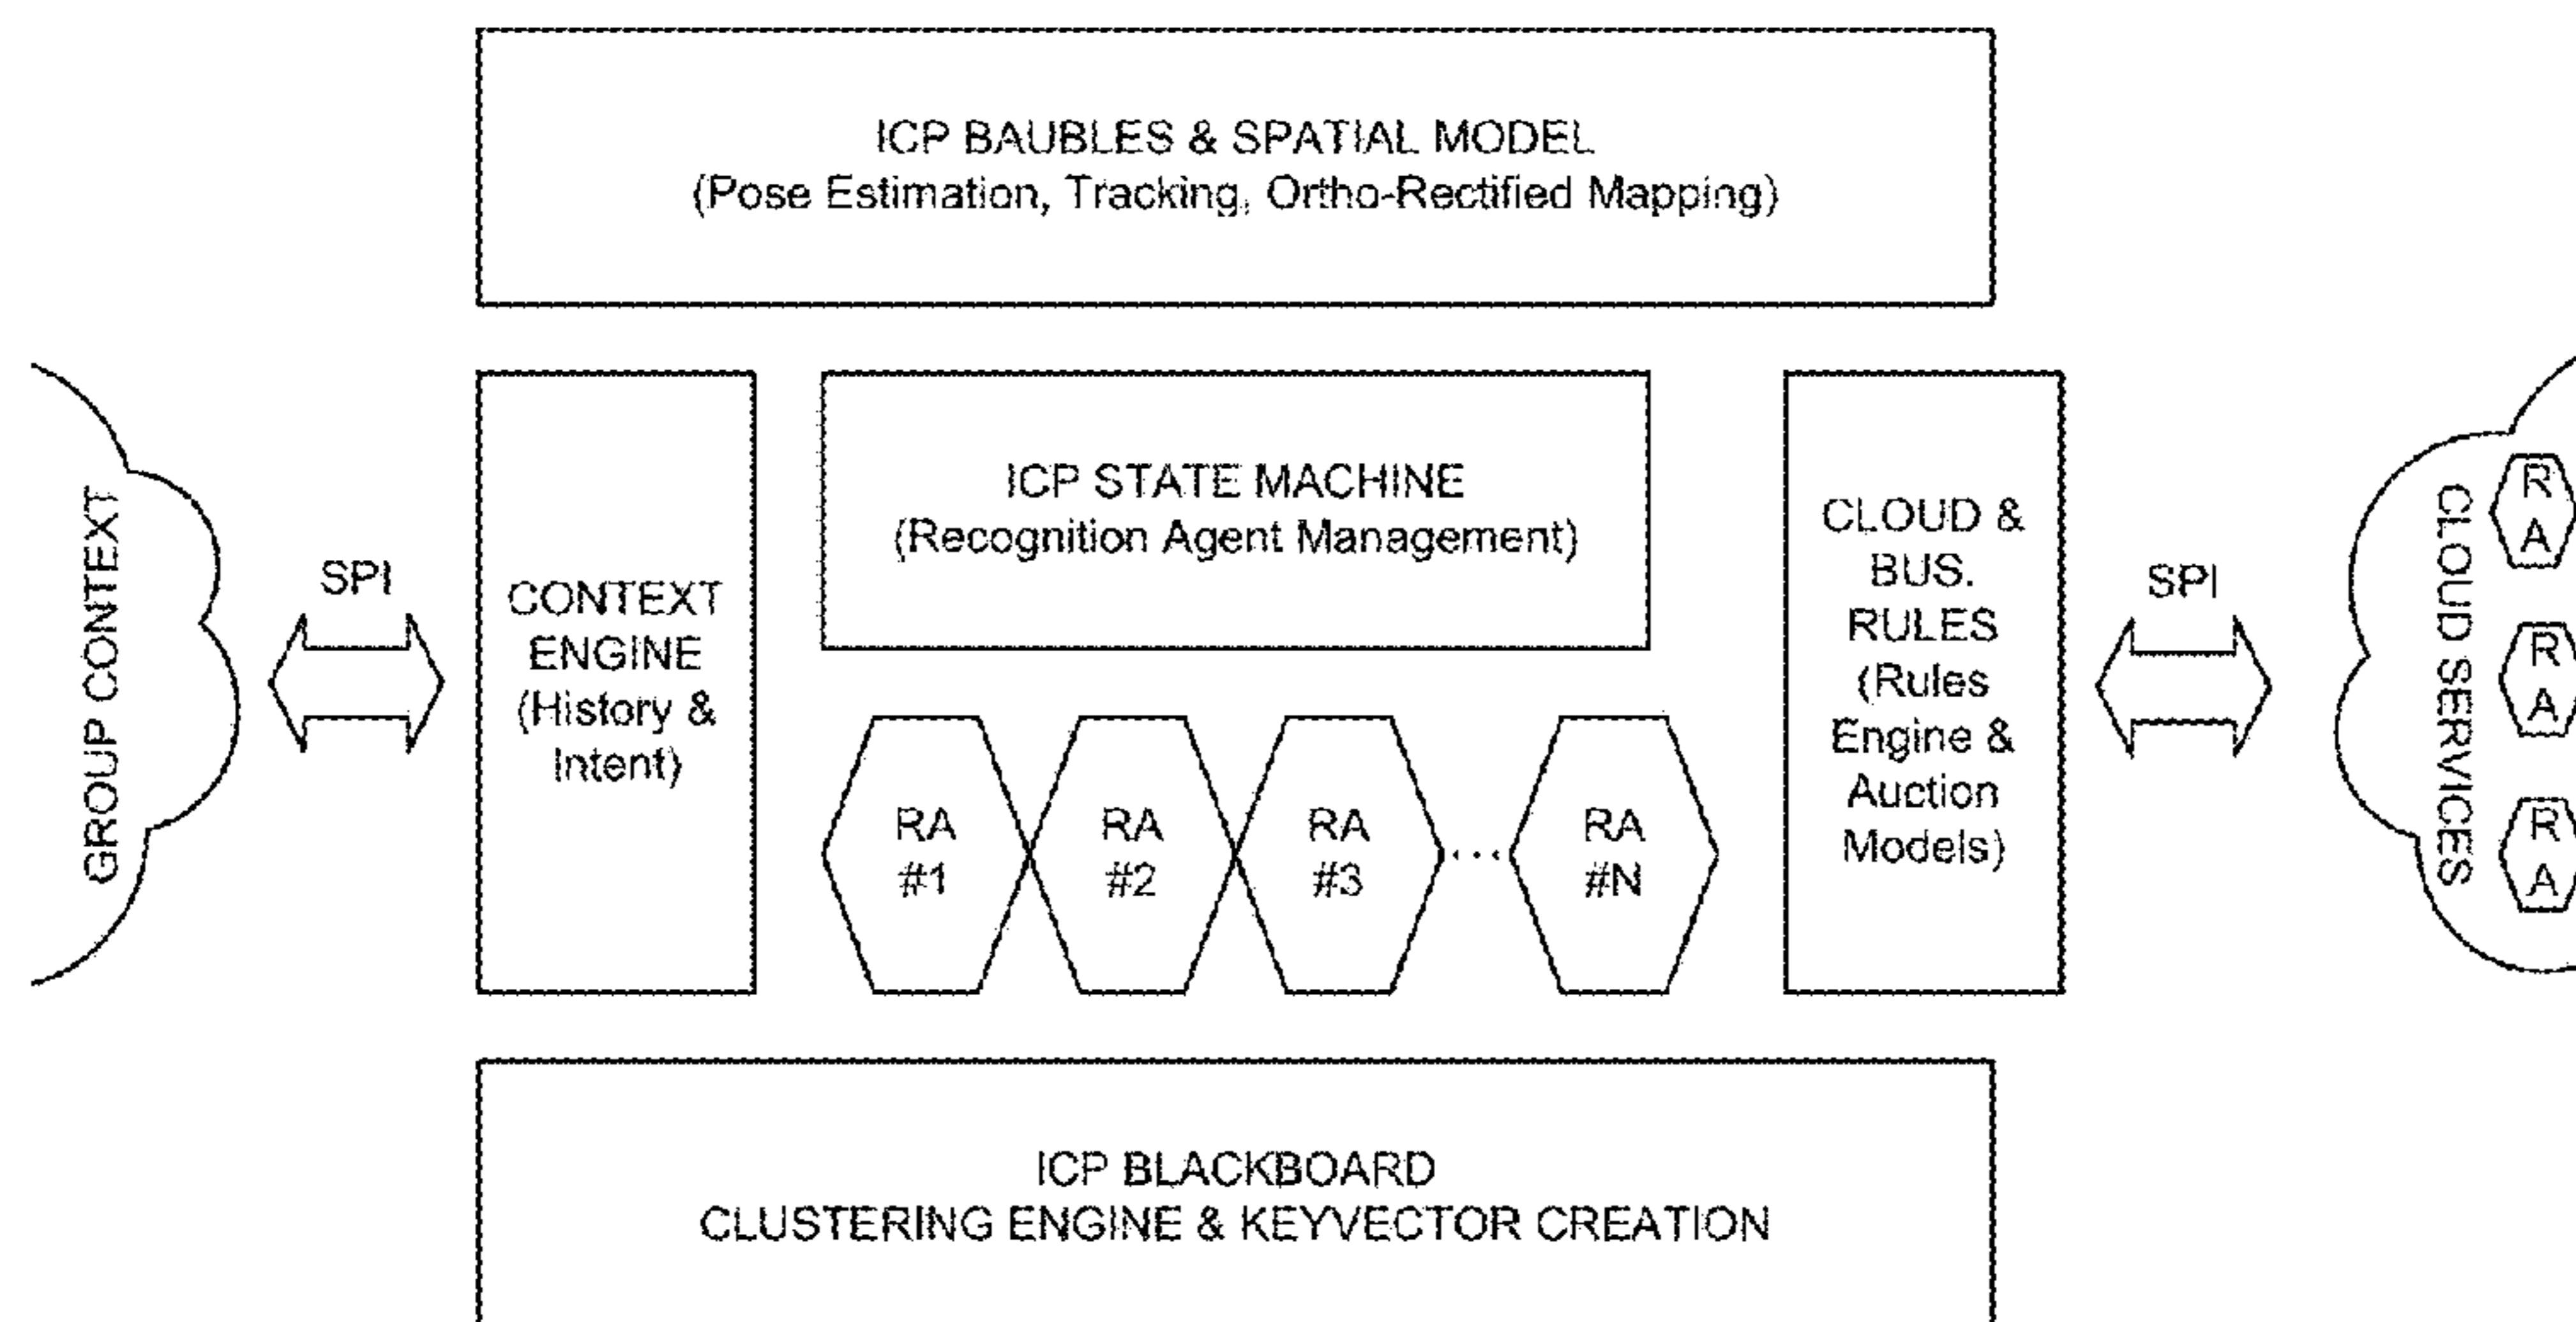 ICP BAUBLES & SPATIAL MODEL
(Pose Estimation, Tracking, Ortho-Rectified Mapping)
GROUP CONTEXT
SPI
CONTEXT
ENGINE
(History &
Intent)
ICP STATE MACHINE
(Recognition Agent Management)
RA
#1
RA
#2
RA
#3
RA
#N
CLOUD &
BUS.
RULES
(Rules
Engine &
Auction
Models)
SPI
CLOUD SERVICES
R
A
R
A
R
A
ICP BLACKBOARD
CLUSTERING ENGINE & KEYVECTOR CREATION